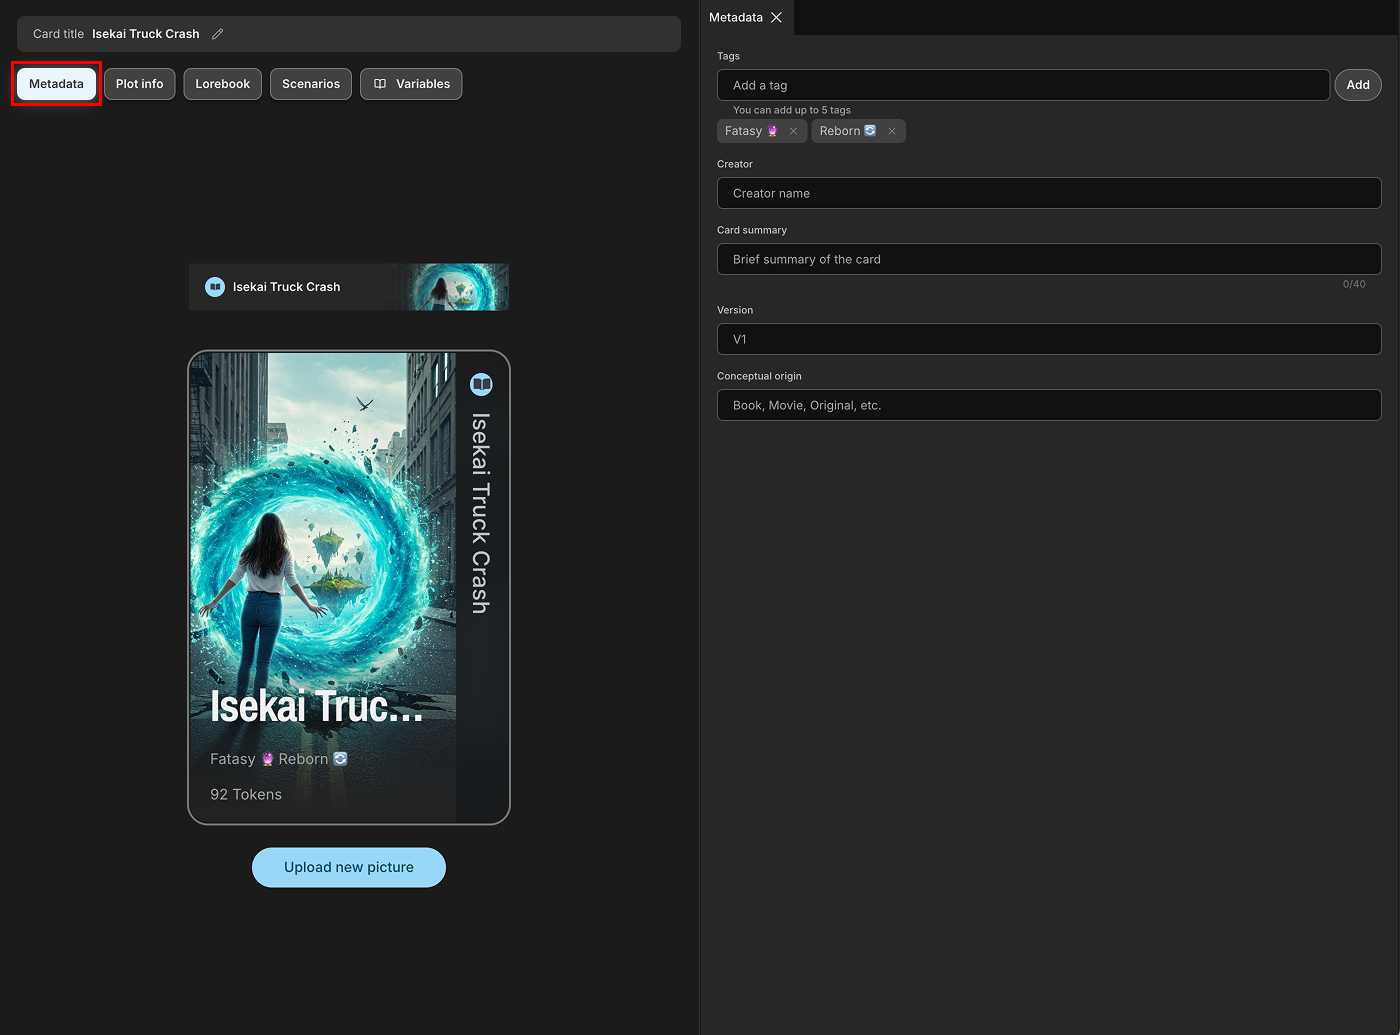 Card title Isekai Truck Crash
Metadata
Plot info
Lorebook
Scenarios
Variables
Isekai Truck Crash
Isekai Truck Crash
Isekai Truc...
Fatasy 🔮 Reborn 🔄
92 Tokens
Upload new picture
Metadata
Tags
Add a tag
Add
You can add up to 5 tags
Fatasy 🔮
Reborn 🔄
Creator
Creator name
Card summary
Brief summary of the card
0/40
Version
V1
Conceptual origin
Book, Movie, Original, etc.